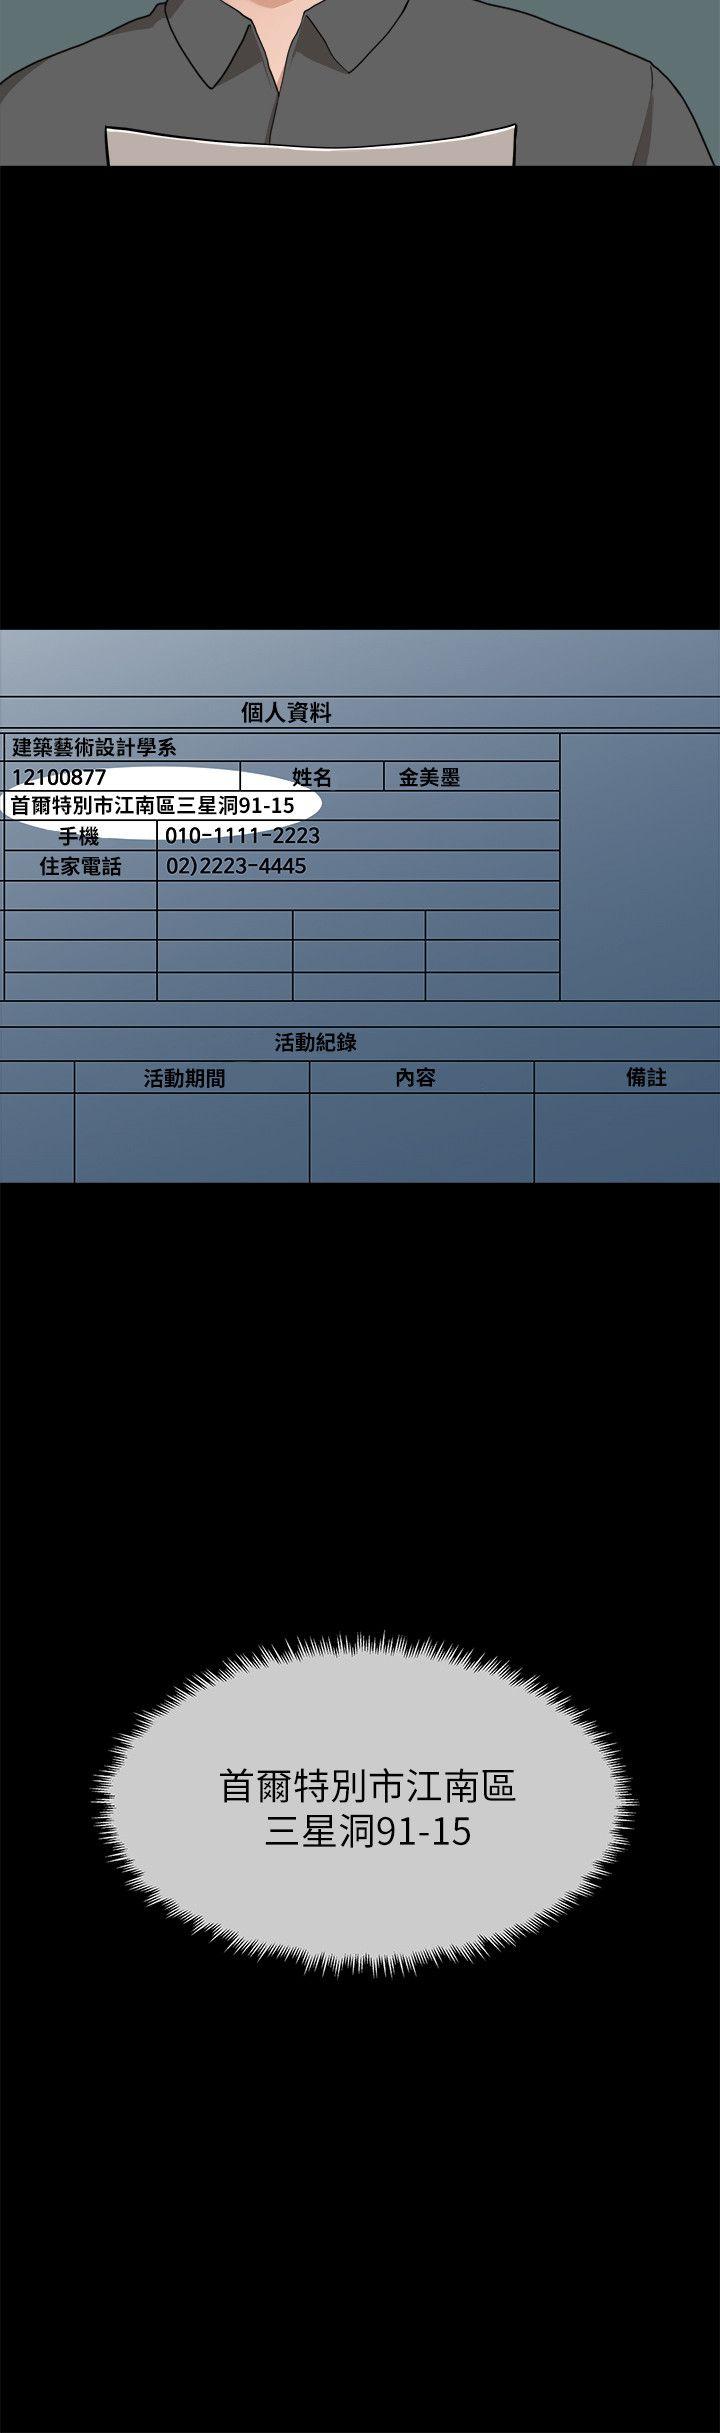 個人資料
建築藝術設計學系
12100877 姓名 金美墨
首爾特別市江南區三星洞91-15
手機 010-1111-2223
住家電話 02)2223-4445
活動紀錄
活動期間 內容 備註
首爾特別市江南區
三星洞91-15